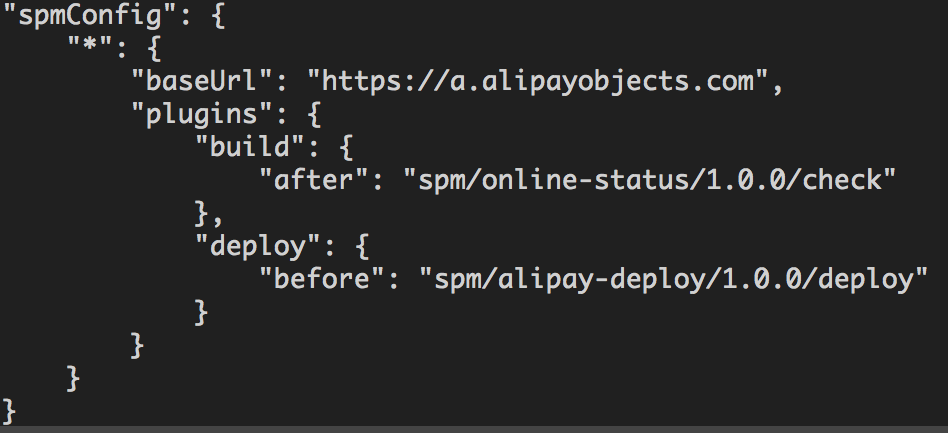 "spmConfig": {
    "*": {
        "baseUrl": "https://a.alipayobjects.com",
        "plugins": {
            "build": {
                "after": "spm/online-status/1.0.0/check"
            },
            "deploy": {
                "before": "spm/alipay-deploy/1.0.0/deploy"
            }
        }
    }
}